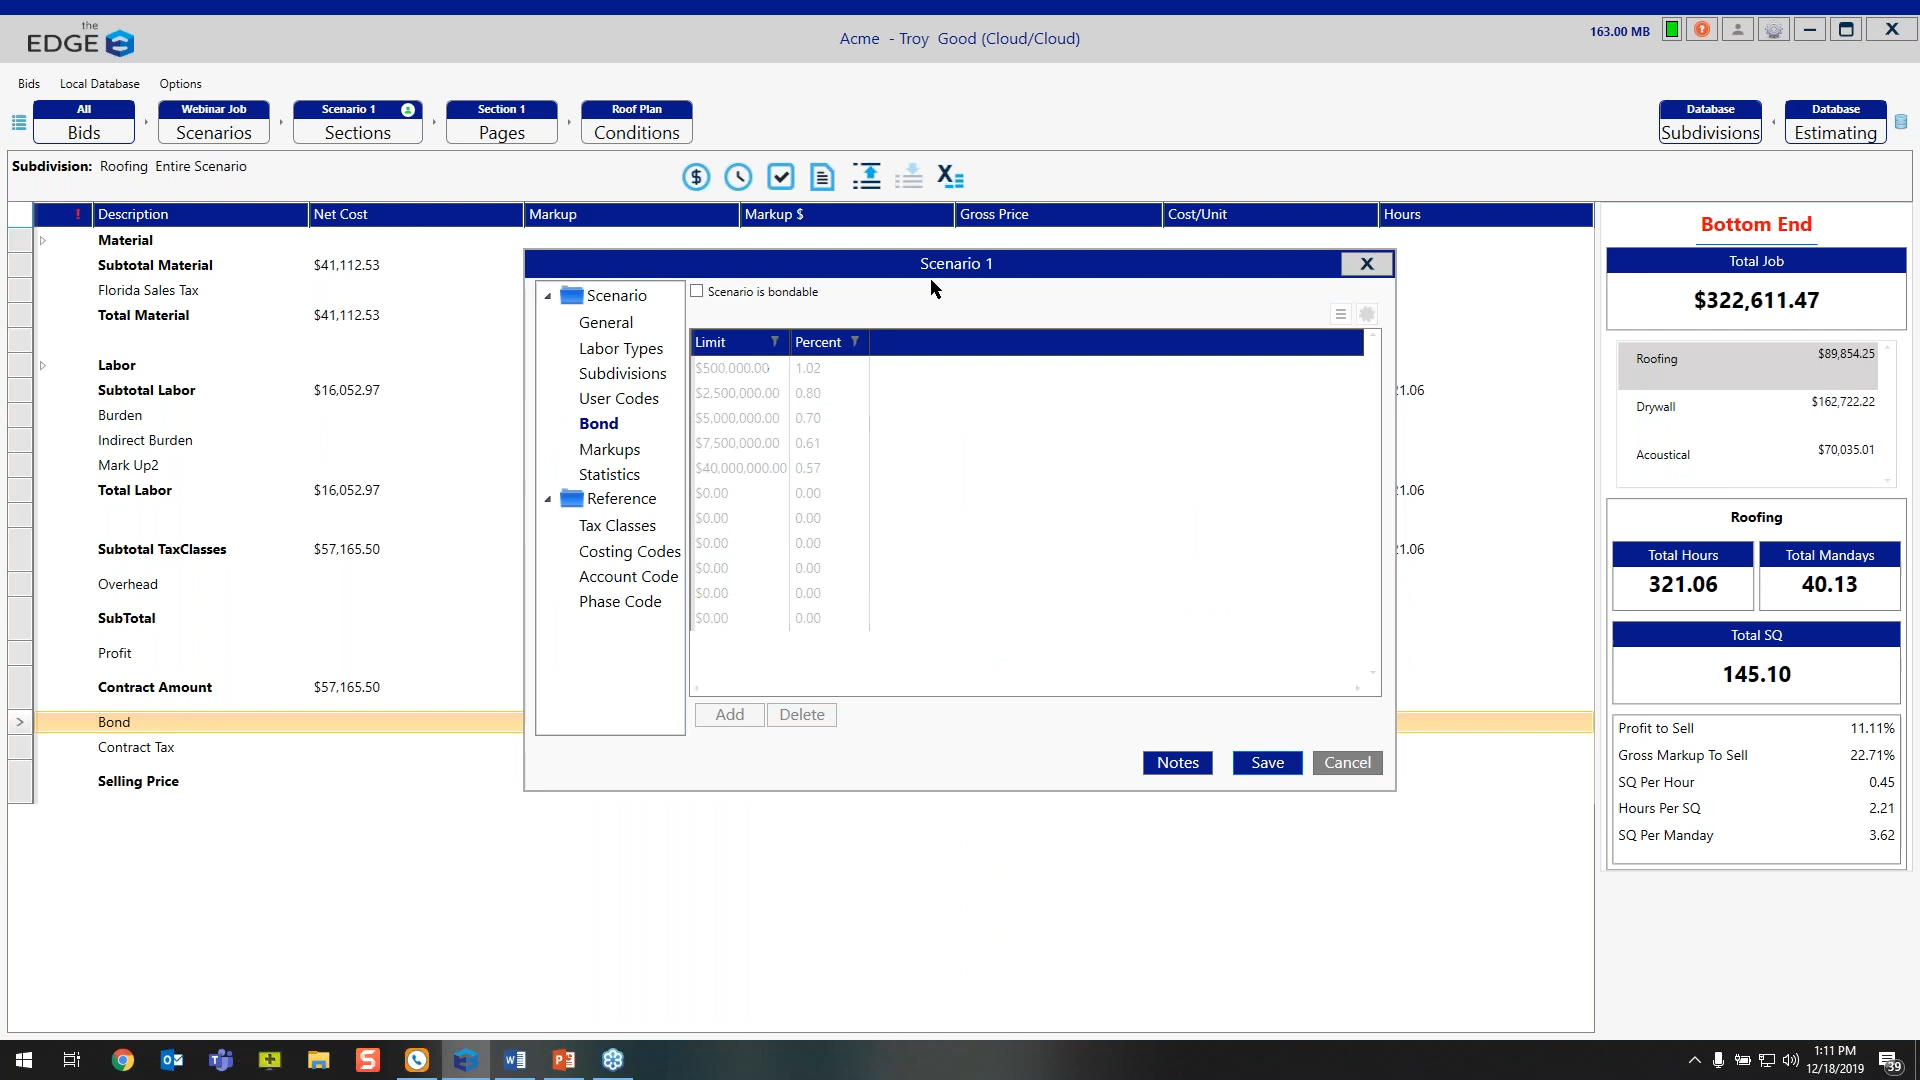 the
EDGE
Acme - Troy Good (Cloud/Cloud)
163.00 MB
Bids Local Database Options
All
Bids
Webinar Job
Scenarios
Scenario 1
Sections
Section 1
Pages
Roof Plan
Conditions
Database
Subdivisions
Database
Estimating
Subdivision: Roofing Entire Scenario
! Description Net Cost Markup Markup $ Gross Price Cost/Unit Hours
Material
Subtotal Material $41,112.53
Florida Sales Tax
Total Material $41,112.53
Labor
Subtotal Labor $16,052.97 21.06
Burden
Indirect Burden
Mark Up2
Total Labor $16,052.97 21.06
Subtotal TaxClasses $57,165.50 21.06
Overhead
SubTotal
Profit
Contract Amount $57,165.50
Bond
Contract Tax
Selling Price
Scenario 1
X
Scenario
General
Labor Types
Subdivisions
User Codes
Bond
Markups
Statistics
Reference
Tax Classes
Costing Codes
Account Code
Phase Code
Scenario is bondable
Limit Percent
$500,000.00 1.02
$2,500,000.00 0.80
$5,000,000.00 0.70
$7,500,000.00 0.61
$40,000,000.00 0.57
$0.00 0.00
$0.00 0.00
$0.00 0.00
$0.00 0.00
$0.00 0.00
$0.00 0.00
Add Delete
Notes Save Cancel
Bottom End
Total Job
$322,611.47
Roofing $89,854.25
Drywall $162,722.22
Acoustical $70,035.01
Roofing
Total Hours
321.06
Total Mandays
40.13
Total SQ
145.10
Profit to Sell 11.11%
Gross Markup To Sell 22.71%
SQ Per Hour 0.45
Hours Per SQ 2.21
SQ Per Manday 3.62
1:11 PM
12/18/2019
39